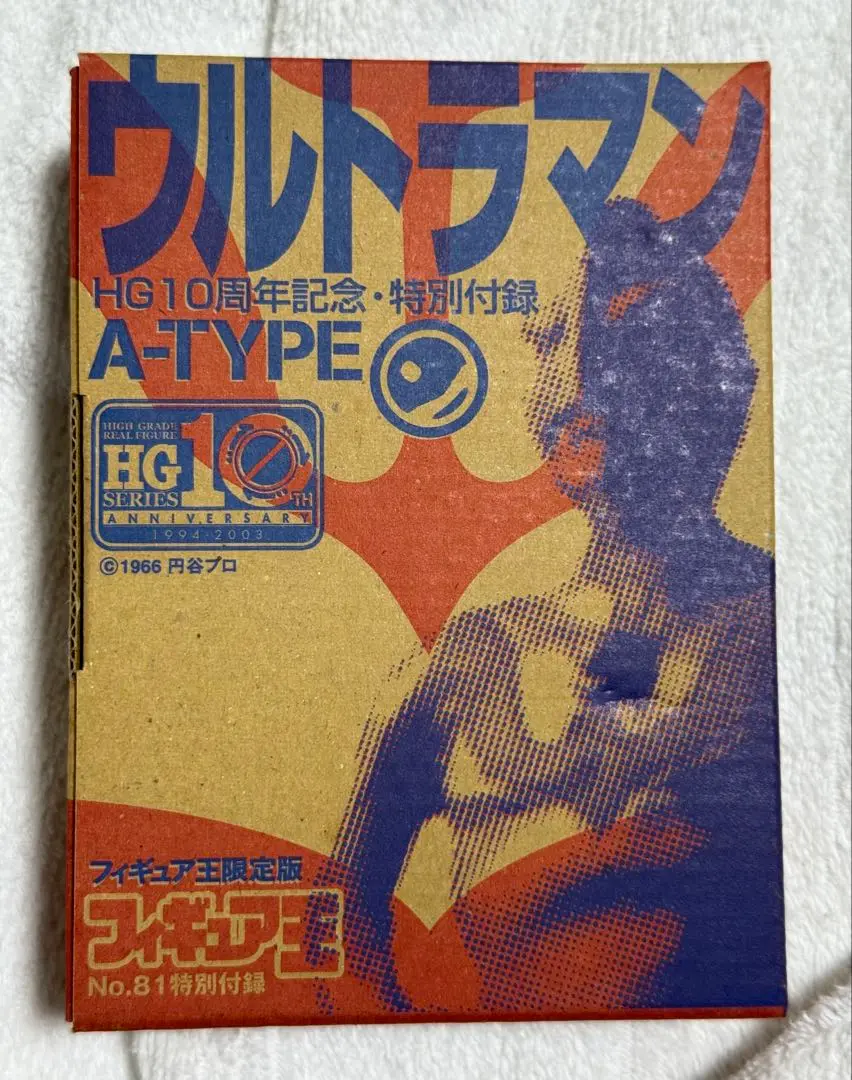 ウルトラマン
HG10周年記念・特別付録
A-TYPE
HIGH GRADE
REAL FIGURE
HG 10TH
SERIES
ANNIVERSARY
1994-2003
©1966 円谷プロ
フィギュア王限定版
フィギュア王
No.81特別付録